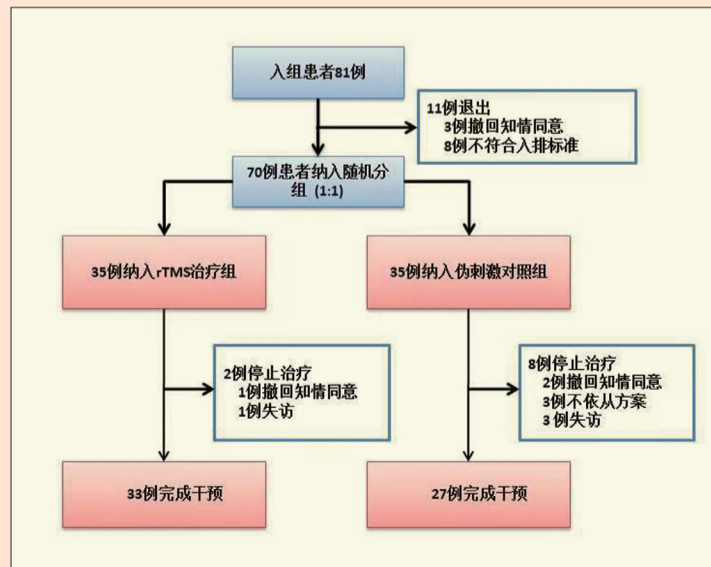 入组患者81例
11例退出
3例撤回知情同意
8例不符合入排标准
70例患者纳入随机分
组 (1:1)
35例纳入rTMS治疗组
35例纳入伪刺激对照组
2例停止治疗
1例撤回知情同意
1例失访
8例停止治疗
2例撤回知情同意
3例不依从方案
3 例失访
33例完成干预
27例完成干预